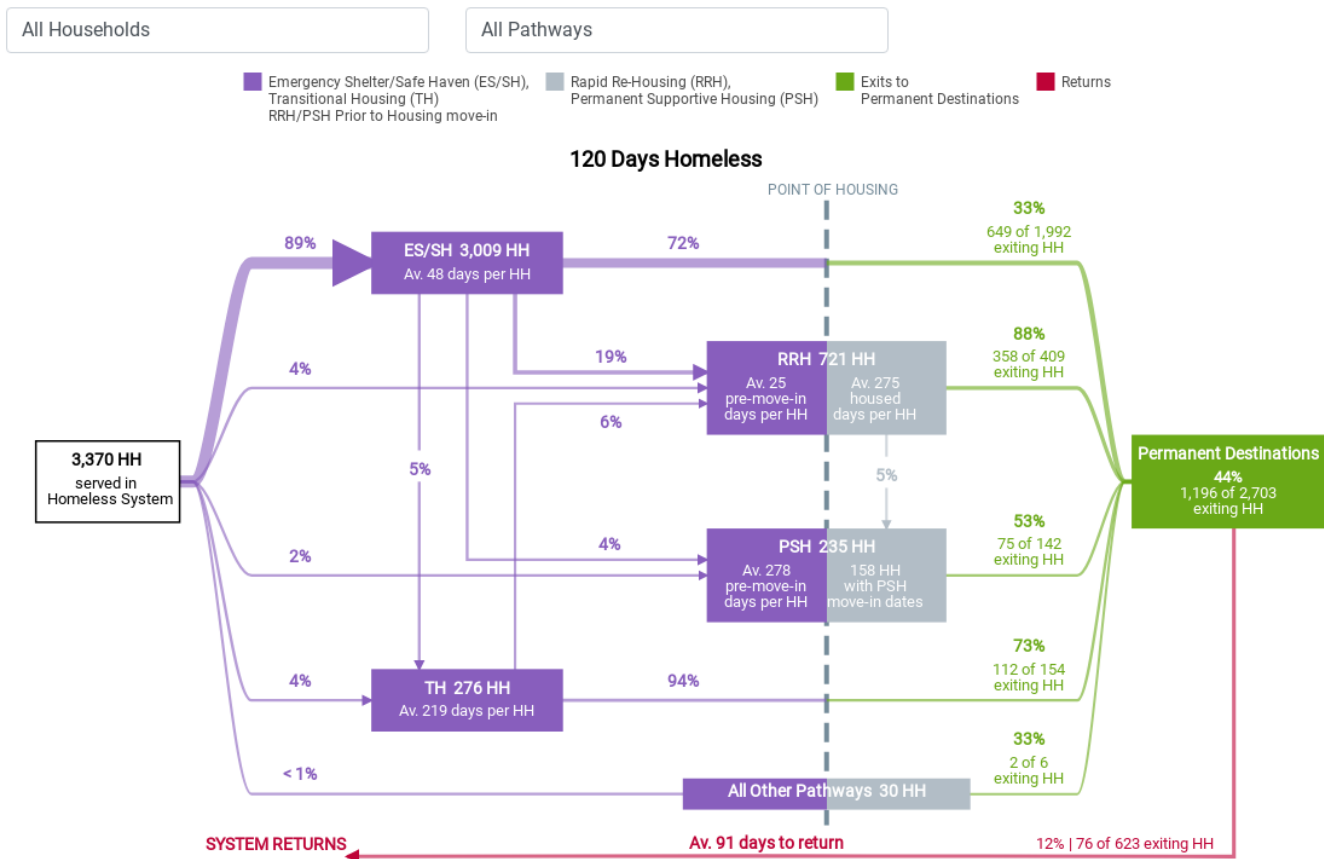 All Households
All Pathways
Emergency Shelter/Safe Haven (ES/SH),
Transitional Housing (TH)
RRH/PSH Prior to Housing move-in
Rapid Re-Housing (RRH),
Permanent Supportive Housing (PSH)
Exits to
Permanent Destinations
Returns
120 Days Homeless
POINT OF HOUSING
89%
ES/SH 3,009 HH
Av. 48 days per HH
72%
33%
649 of 1,992
exiting HH
4%
19%
6%
RRH 721 HH
Av. 25
pre-move-in
days per HH
Av. 275
housed
days per HH
88%
358 of 409
exiting HH
3,370 HH
served in
Homeless System
5%
5%
Permanent Destinations
44%
1,196 of 2,703
exiting HH
2%
4%
PSH 235 HH
Av. 278
pre-move-in
days per HH
158 HH
with PSH
move-in dates
53%
75 of 142
exiting HH
4%
TH 276 HH
Av. 219 days per HH
94%
73%
112 of 154
exiting HH
< 1%
All Other Pathways 30 HH
33%
2 of 6
exiting HH
SYSTEM RETURNS
Av. 91 days to return
12% | 76 of 623 exiting HH